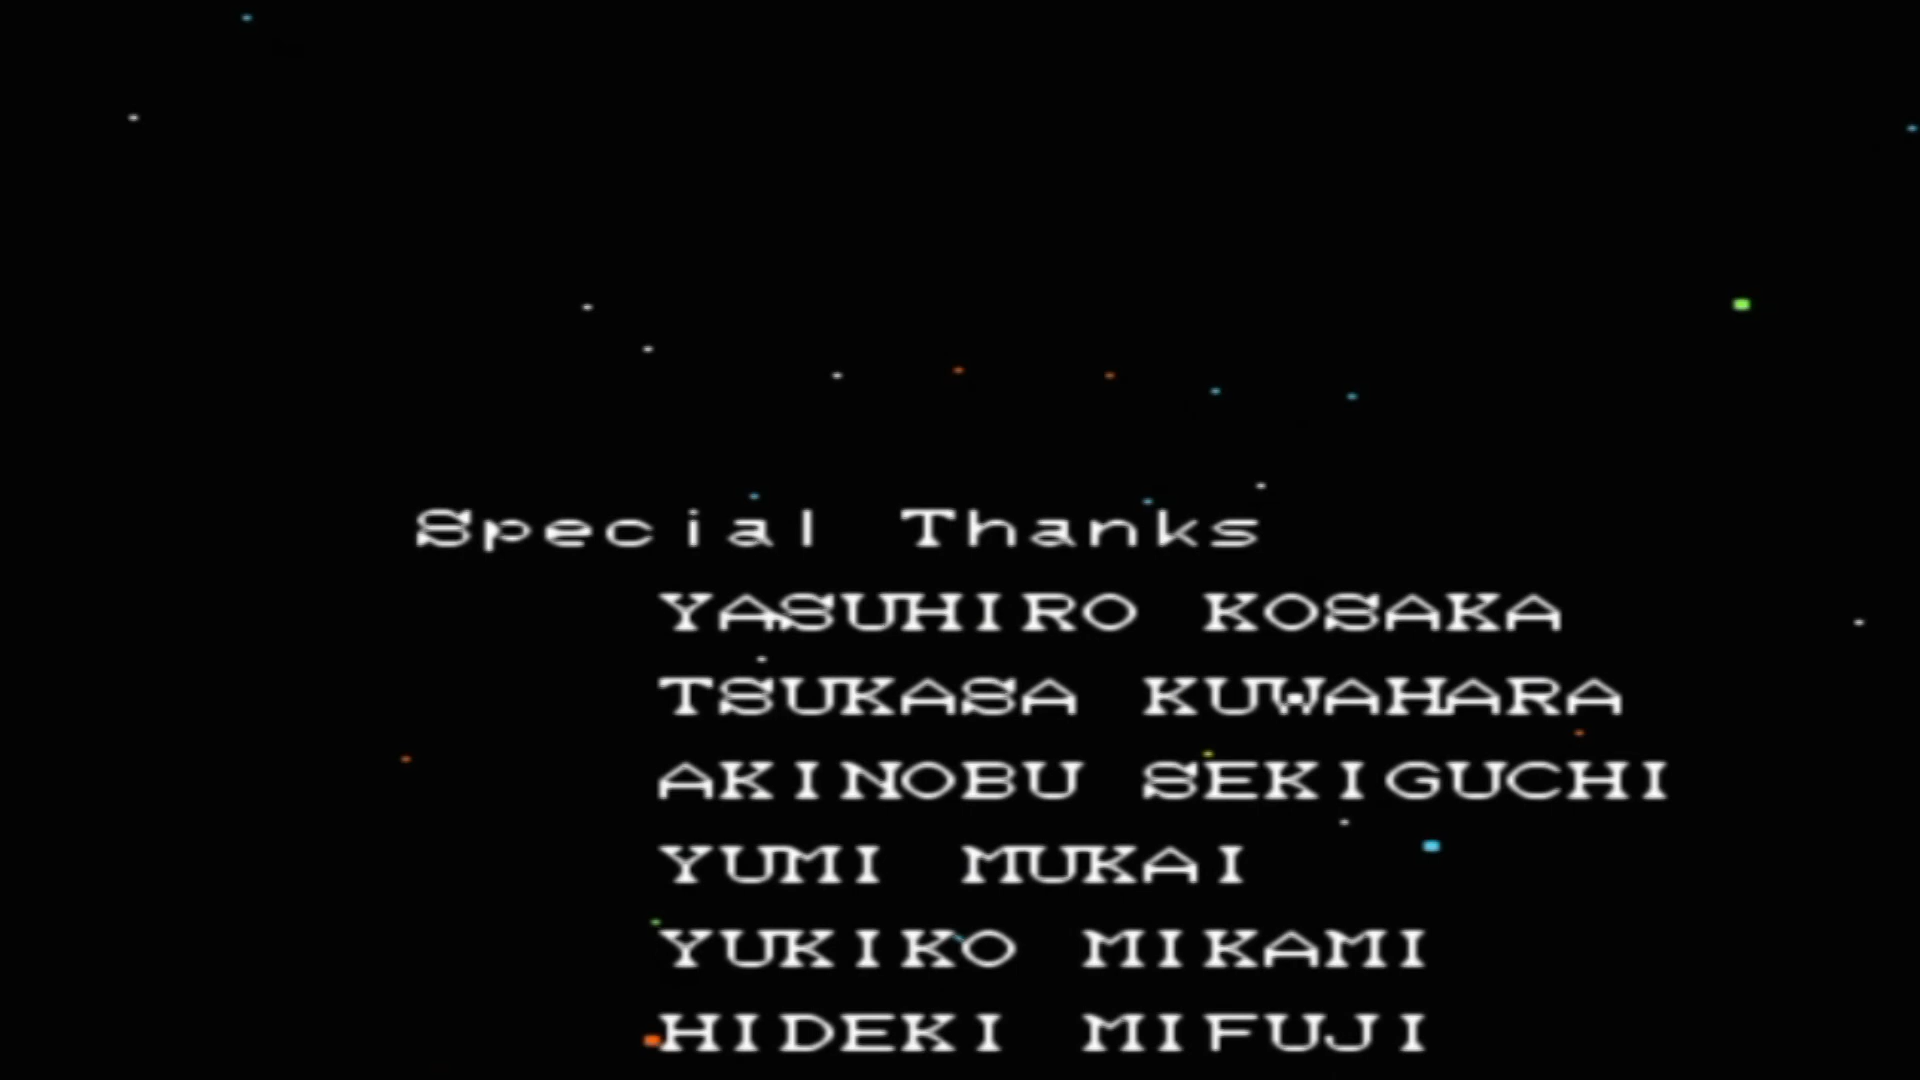 Special Thanks
YASUHIRO KOSAKA
TSUKASA KUWAHARA
AKINOBU SEKIGUCHI
YUMI MUKAI
YUKIKO MIKAMI
HIDEKI MIFUJI